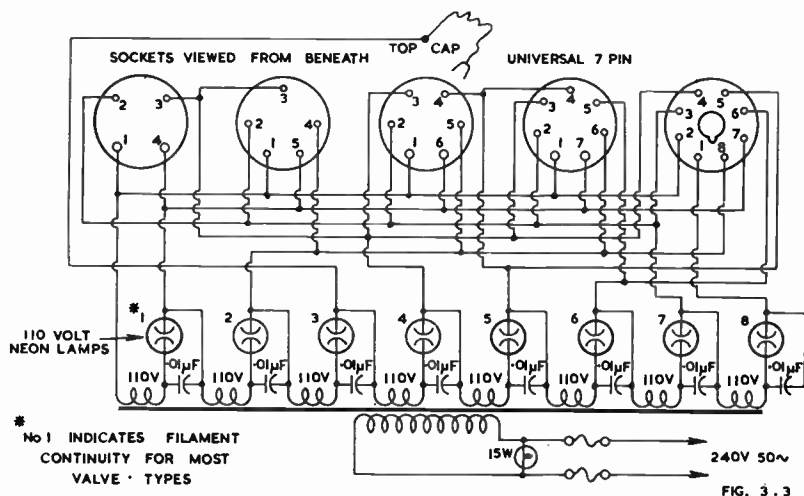 SOCKETS VIEWED FROM BENEATH
TOP CAP
UNIVERSAL 7 PIN
2 3
1 4
3
2 4
1 5
3 4
2 5
1 6
4
3 5
2 6
1 7
4 5
3 6
2 7
1 8
* 1 2 3 4 5 6 7 8
110 VOLT
NEON LAMPS
.01µF .01µF .01µF .01µF .01µF .01µF .01µF .01µF
110V 110V 110V 110V 110V 110V 110V 110V
* No 1 INDICATES FILAMENT
CONTINUITY FOR MOST
VALVE · TYPES
15W
240V 50~
FIG. 3.3